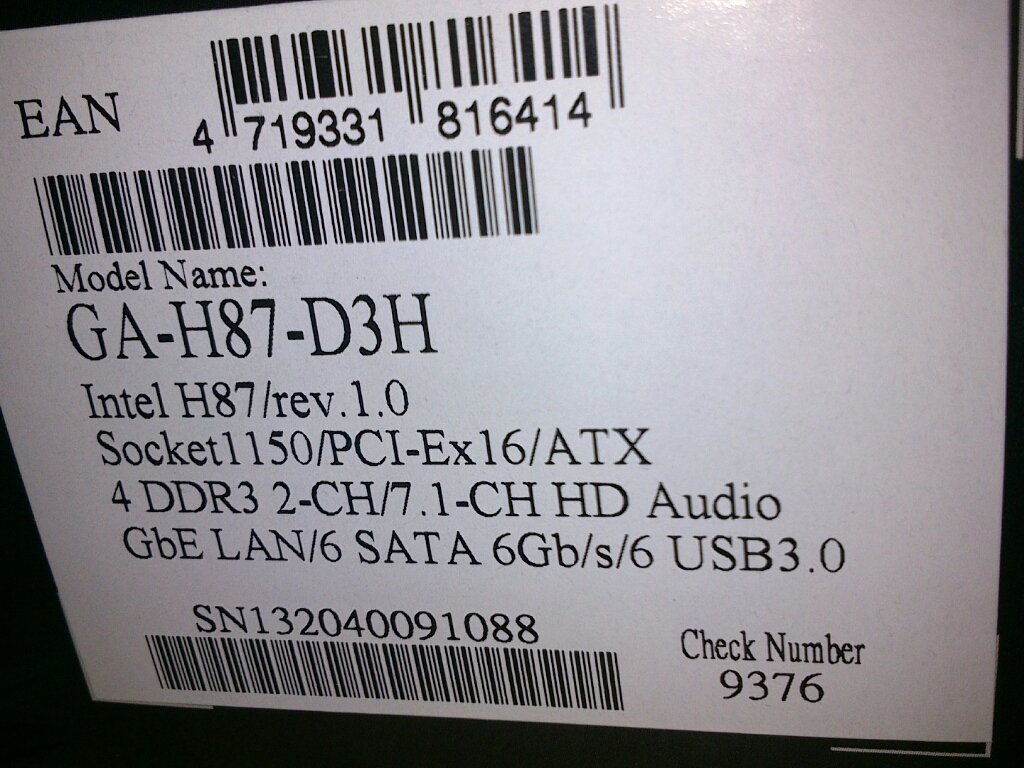 EAN
4 719331 816414
Model Name:
GA-H87-D3H
Intel H87/rev.1.0
Socket1150/PCI-Ex16/ATX
4 DDR3 2-CH/7.1-CH HD Audio
GbE LAN/6 SATA 6Gb/s/6 USB3.0
SN132040091088
Check Number
9376